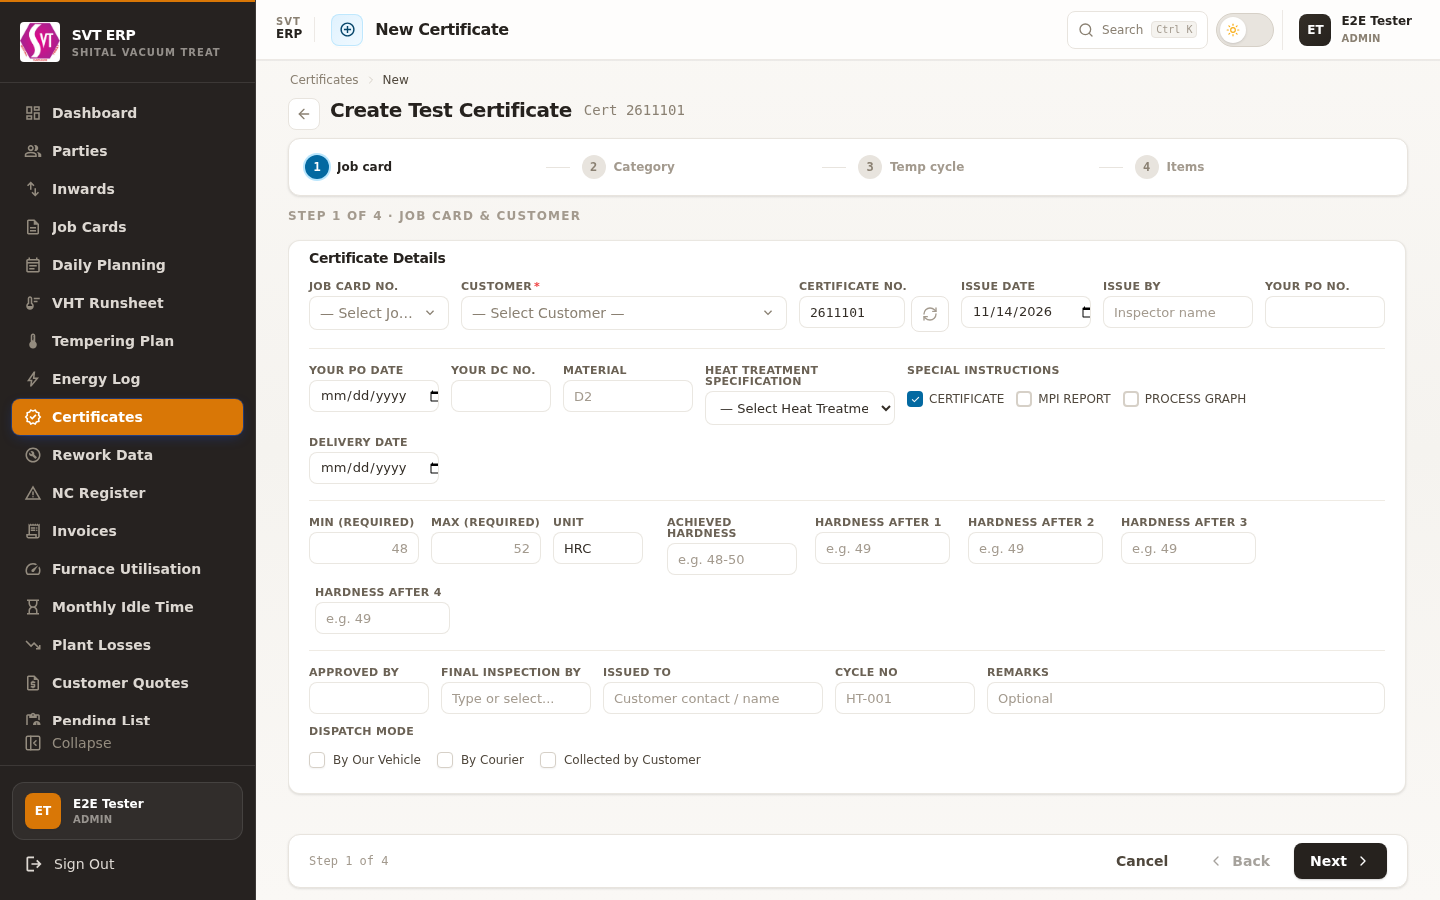 SVT ERP
SHITAL VACUUM TREAT
Dashboard
Parties
Inwards
Job Cards
Daily Planning
VHT Runsheet
Tempering Plan
Energy Log
Certificates
Rework Data
NC Register
Invoices
Furnace Utilisation
Monthly Idle Time
Plant Losses
Customer Quotes
Pending List
Collapse
ET
E2E Tester
ADMIN
Sign Out
SVT
ERP
New Certificate
Search Ctrl K
ET
E2E Tester
ADMIN
Certificates New
Create Test Certificate Cert 2611101
1 Job card 2 Category 3 Temp cycle 4 Items
STEP 1 OF 4 · JOB CARD & CUSTOMER
Certificate Details
JOB CARD NO. CUSTOMER* CERTIFICATE NO. ISSUE DATE ISSUE BY YOUR PO NO.
— Select Jo... — Select Customer — 2611101 11/14/2026 Inspector name
YOUR PO DATE YOUR DC NO. MATERIAL HEAT TREATMENT SPECIFICATION SPECIAL INSTRUCTIONS
mm/dd/yyyy D2 — Select Heat Treatme CERTIFICATE MPI REPORT PROCESS GRAPH
DELIVERY DATE
mm/dd/yyyy
MIN (REQUIRED) MAX (REQUIRED) UNIT ACHIEVED HARDNESS HARDNESS AFTER 1 HARDNESS AFTER 2 HARDNESS AFTER 3
48 52 HRC e.g. 48-50 e.g. 49 e.g. 49 e.g. 49
HARDNESS AFTER 4
e.g. 49
APPROVED BY FINAL INSPECTION BY ISSUED TO CYCLE NO REMARKS
Type or select... Customer contact / name HT-001 Optional
DISPATCH MODE
By Our Vehicle By Courier Collected by Customer
Step 1 of 4 Cancel Back Next